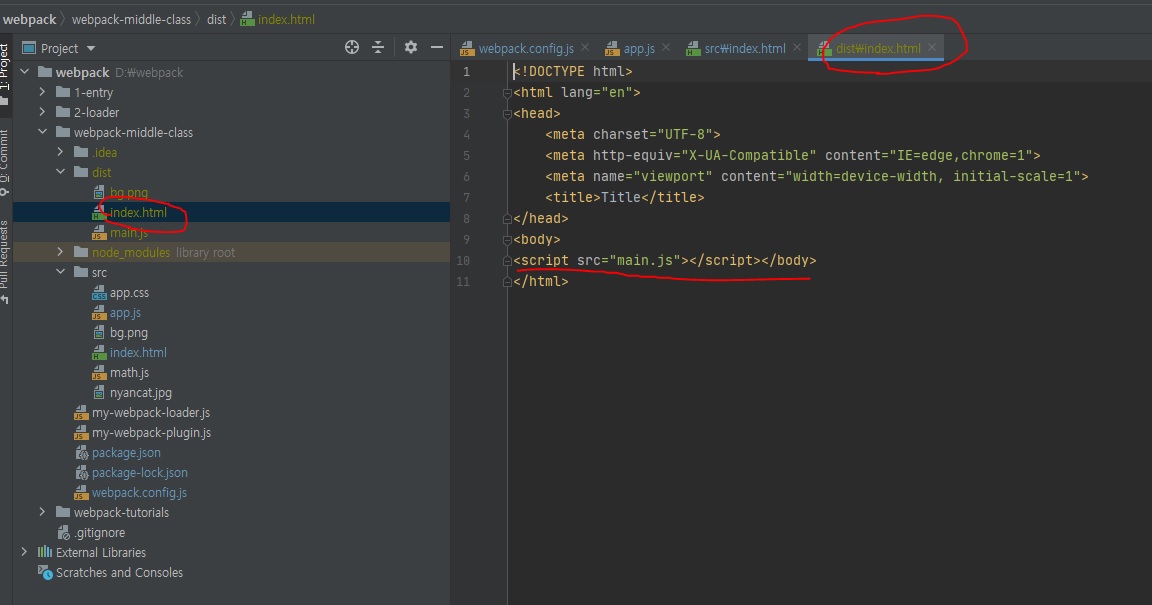 webpack webpack-middle-class dist index.html
Project
webpack.config.js app.js src₩index.html dist₩index.html
1: Project
0: Commit
Pull Requests
webpack D:₩webpack
1-entry
2-loader
webpack-middle-class
.idea
dist
bg.png
index.html
main.js
node_modules library root
src
app.css
app.js
bg.png
index.html
math.js
nyancat.jpg
my-webpack-loader.js
my-webpack-plugin.js
package.json
package-lock.json
webpack.config.js
webpack-tutorials
.gitignore
External Libraries
Scratches and Consoles
1 <!DOCTYPE html>
2 <html lang="en">
3 <head>
4 <meta charset="UTF-8">
5 <meta http-equiv="X-UA-Compatible" content="IE=edge,chrome=1">
6 <meta name="viewport" content="width=device-width, initial-scale=1">
7 <title>Title</title>
8 </head>
9 <body>
10 <script src="main.js"></script></body>
11 </html>